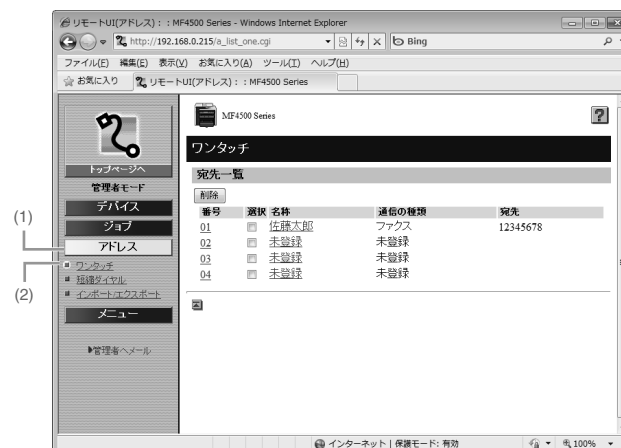 リモートUI(アドレス) : : MF4500 Series - Windows Internet Explorer
http://192.168.0.215/a_list_one.cgi
Bing
ファイル(F) 編集(E) 表示(V) お気に入り(A) ツール(T) ヘルプ(H)
お気に入り リモートUI(アドレス) : : MF4500 Series
MF4500 Series
?
ワンタッチ
トップページへ
管理者モード
デバイス
ジョブ
(1)
アドレス
(2)
ワンタッチ
短縮ダイヤル
インポート/エクスポート
メニュー
管理者へメール
宛先一覧
削除
番号 選択 名称 通信の種類 宛先
01 佐藤太郎 ファクス 12345678
02 未登録 未登録
03 未登録 未登録
04 未登録 未登録
インターネット | 保護モード: 有効 100%